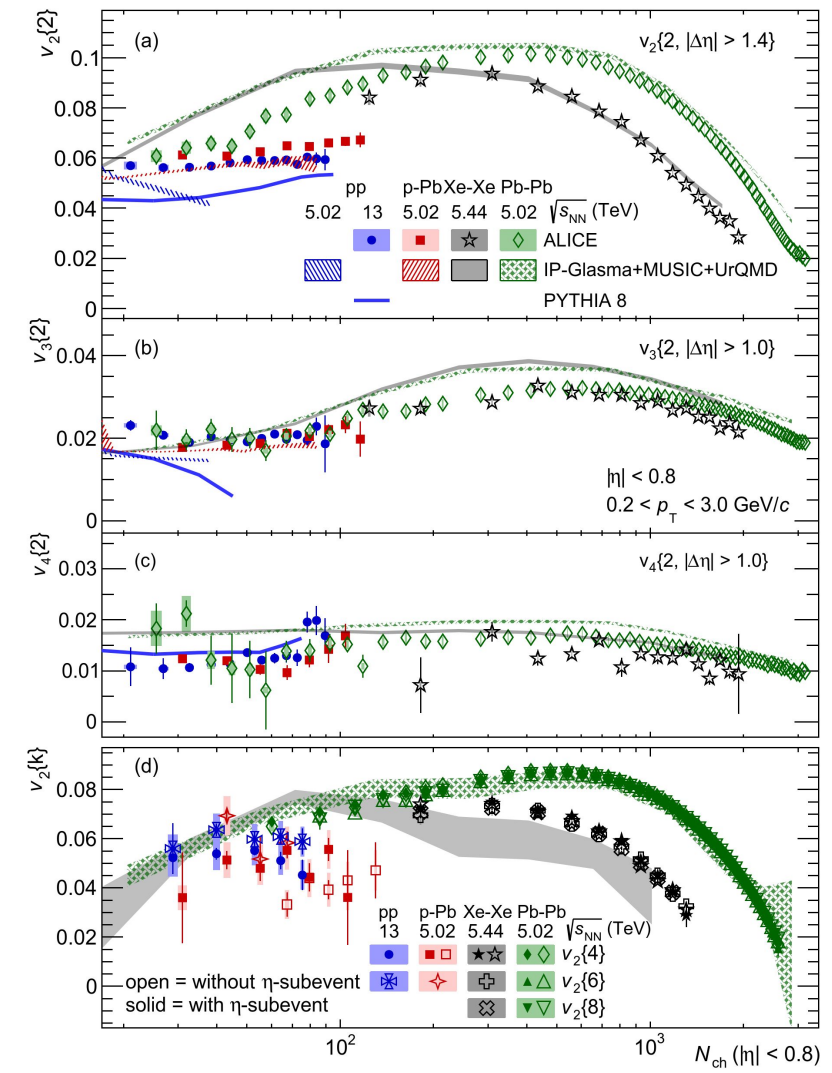 v₂{2}
(a)
v₂{2, |Δη| > 1.4}
0.1
0.08
0.06
0.04
0.02
0
pp p-Pb Xe-Xe Pb-Pb
5.02 13 5.02 5.44 5.02 √sNN (TeV)
ALICE
IP-Glasma+MUSIC+UrQMD
PYTHIA 8
v₃{2}
(b)
v₃{2, |Δη| > 1.0}
0.04
0.02
0
|η| < 0.8
0.2 < pT < 3.0 GeV/c
v₄{2}
(c)
v₄{2, |Δη| > 1.0}
0.03
0.02
0.01
0
v₂{k}
(d)
0.08
0.06
0.04
0.02
0
pp p-Pb Xe-Xe Pb-Pb
13 5.02 5.44 5.02 √sNN (TeV)
v₂{4}
v₂{6}
v₂{8}
open = without η-subevent
solid = with η-subevent
10² 10³
Nch (|η| < 0.8)